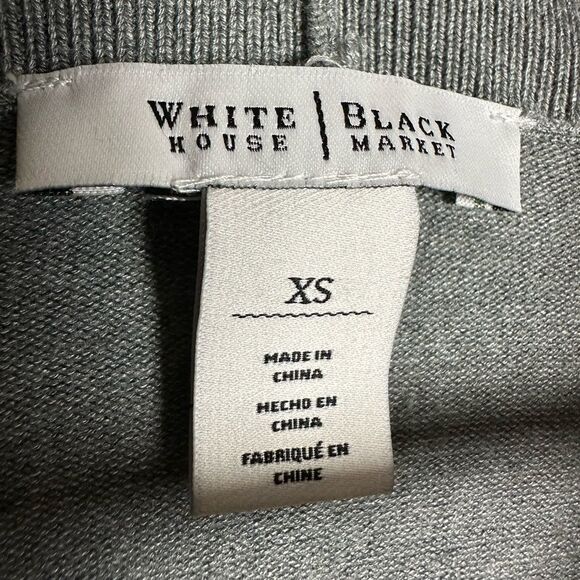 WHITE | BLACK
HOUSE | MARKET
XS
MADE IN
CHINA
HECHO EN
CHINA
FABRIQUÉ EN
CHINE